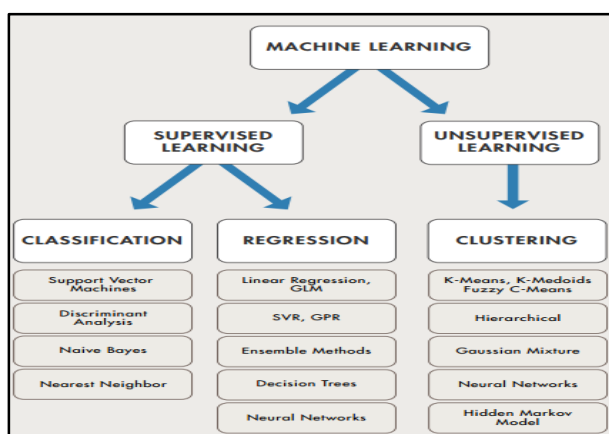 MACHINE LEARNING
SUPERVISED
LEARNING
UNSUPERVISED
LEARNING
CLASSIFICATION
Support Vector
Machines
Discriminant
Analysis
Naive Bayes
Nearest Neighbor
REGRESSION
Linear Regression,
GLM
SVR, GPR
Ensemble Methods
Decision Trees
Neural Networks
CLUSTERING
K-Means, K-Medoids
Fuzzy C-Means
Hierarchical
Gaussian Mixture
Neural Networks
Hidden Markov
Model